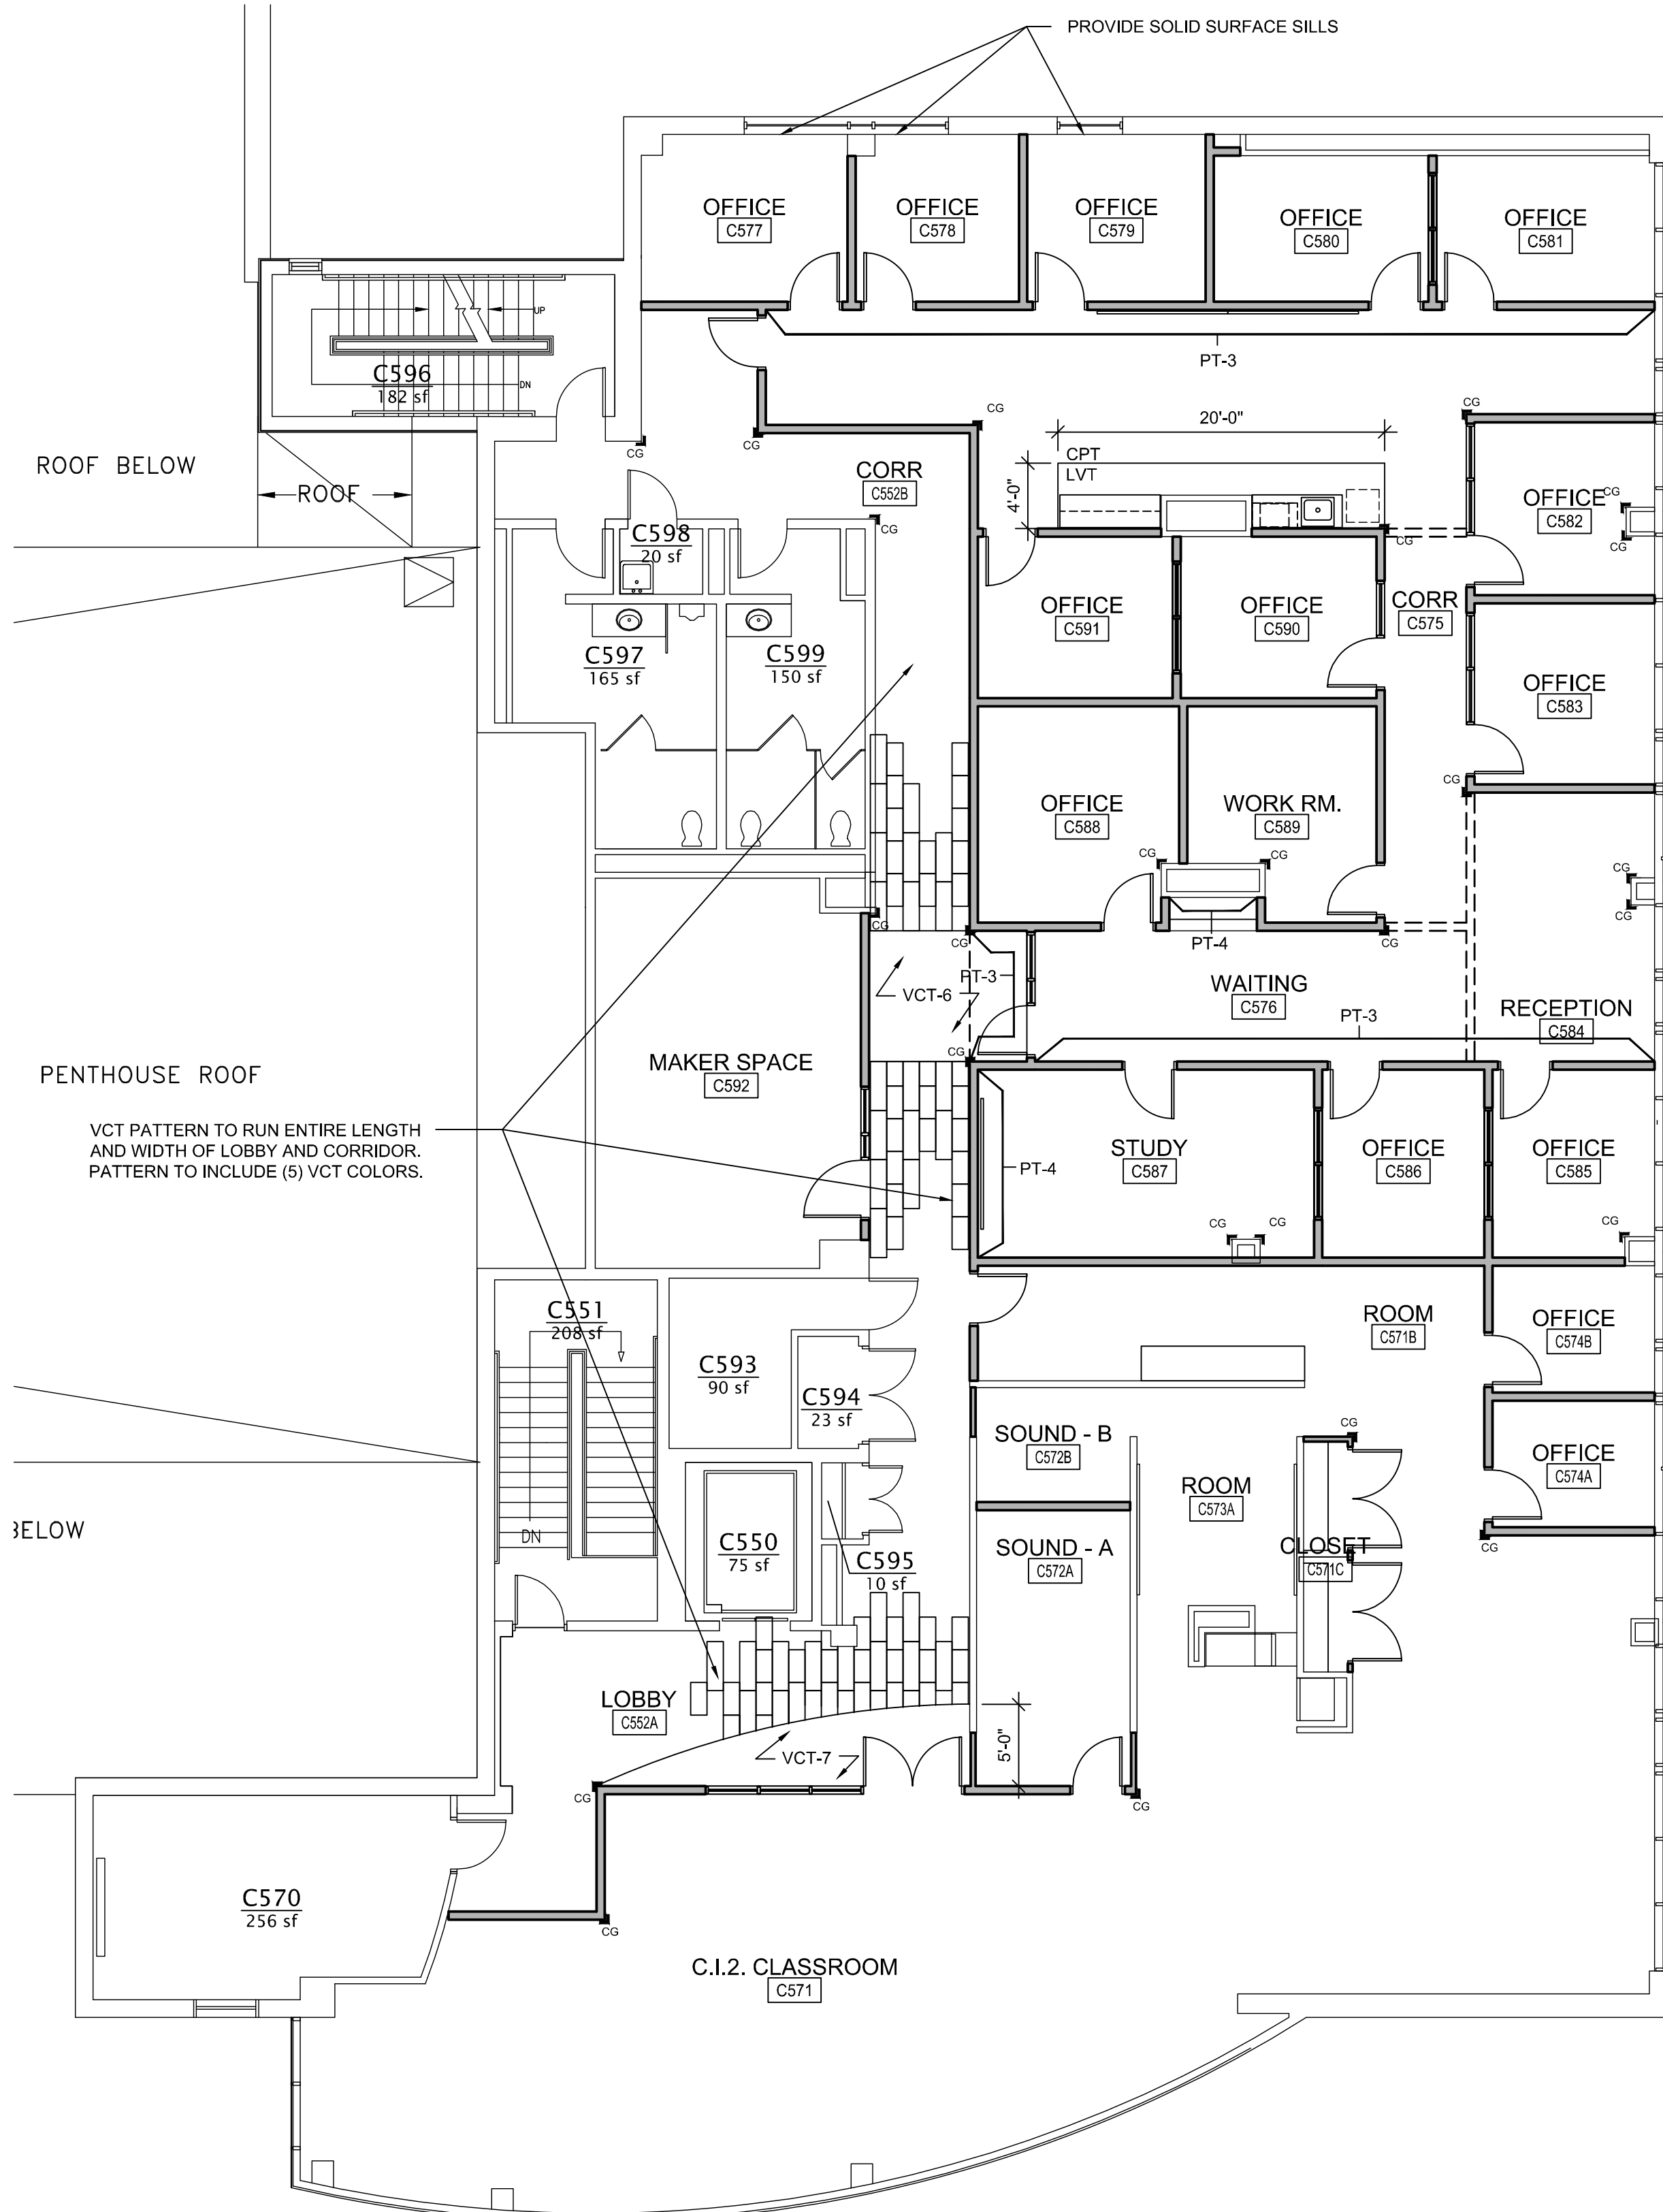 PROVIDE SOLID SURFACE SILLS
OFFICE
C577
OFFICE
C578
OFFICE
C579
OFFICE
C580
OFFICE
C581
UP
DN
C596
182 sf
PT-3
CG
CG
CG
CG
20'-0"
CPT
LVT
4'-0"
ROOF BELOW
ROOF
CORR
C552B
CG
CG
OFFICE
C582
CG
CG
C598
20 sf
OFFICE
C591
OFFICE
C590
CORR
C575
C597
165 sf
C599
150 sf
OFFICE
C583
CG
OFFICE
C588
WORK RM.
C589
CG
CG
CG
CG
CG
CG
CG
PT-4
PT-3
VCT-6
WAITING
C576
RECEPTION
C584
PT-3
CG
MAKER SPACE
C592
PENTHOUSE ROOF
VCT PATTERN TO RUN ENTIRE LENGTH
AND WIDTH OF LOBBY AND CORRIDOR.
PATTERN TO INCLUDE (5) VCT COLORS.
STUDY
C587
PT-4
OFFICE
C586
OFFICE
C585
CG
CG
CG
C551
208 sf
ROOM
C571B
OFFICE
C574B
C593
90 sf
C594
23 sf
SOUND - B
C572B
CG
OFFICE
C574A
ROOM
C573A
BELOW
DN
C550
75 sf
C595
10 sf
SOUND - A
C572A
CLOSET
C571C
CG
LOBBY
C552A
VCT-7
5'-0"
CG
CG
C570
256 sf
CG
C.I.2. CLASSROOM
C571